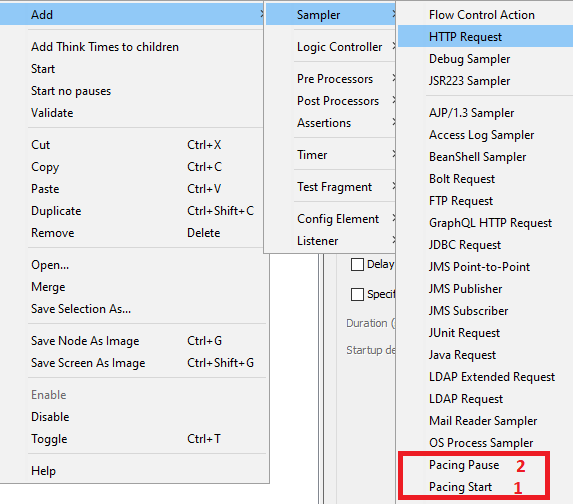 Add
Add Think Times to children
Start
Start no pauses
Validate
Cut Ctrl+X
Copy Ctrl+C
Paste Ctrl+V
Duplicate Ctrl+Shift+C
Remove Delete
Open...
Merge
Save Selection As...
Save Node As Image Ctrl+G
Save Screen As Image Ctrl+Shift+G
Enable
Disable
Toggle Ctrl+T
Help
Sampler
Logic Controller
Pre Processors
Post Processors
Assertions
Timer
Test Fragment
Config Element
Listener
Delay
Specif
Duration (
Startup de
Flow Control Action
HTTP Request
Debug Sampler
JSR223 Sampler
AJP/1.3 Sampler
Access Log Sampler
BeanShell Sampler
Bolt Request
FTP Request
GraphQL HTTP Request
JDBC Request
JMS Point-to-Point
JMS Publisher
JMS Subscriber
JUnit Request
Java Request
LDAP Extended Request
LDAP Request
Mail Reader Sampler
OS Process Sampler
Pacing Pause 2
Pacing Start 1